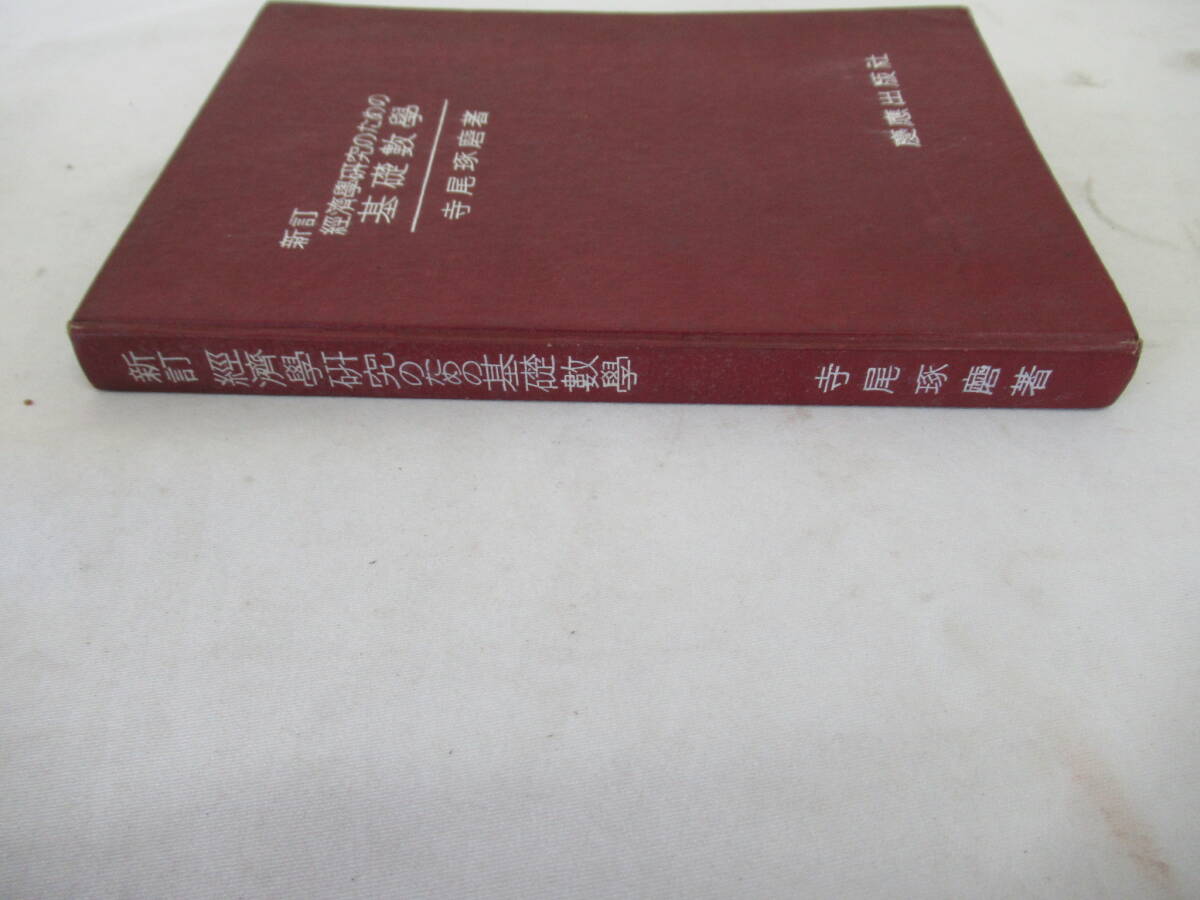 新訂
經濟學研究のための
基礎數學
寺尾琢磨著
慶應出版社
新訂 經濟學研究のための基礎數學 寺尾琢磨著